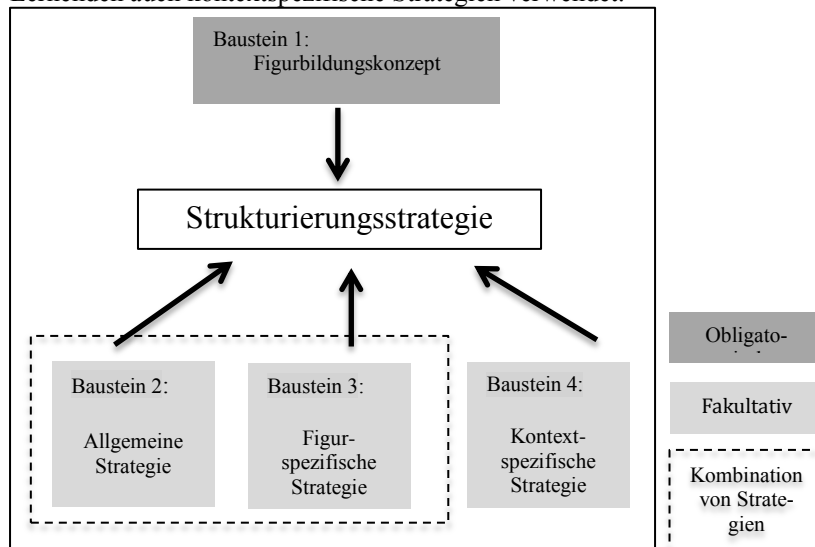 Lernenden auch kontextspezifische Strategien verwendet.
Baustein 1:
Figurbildungskonzept
Strukturierungsstrategie
Baustein 2:
Allgemeine
Strategie
Baustein 3:
Figur-
spezifische
Strategie
Baustein 4:
Kontext-
spezifische
Strategie
Obligato-
Fakultativ
Kombination
von Strate-
gien